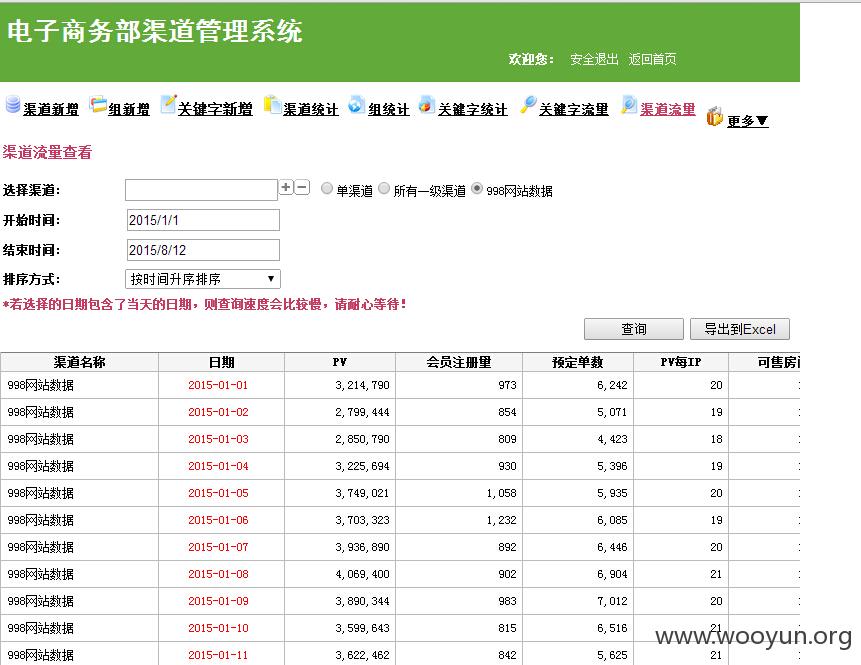 电子商务部渠道管理系统
欢迎您： 安全退出 返回首页
渠道新增 组新增 关键字新增 渠道统计 组统计 关键字统计 关键字流量 渠道流量 更多▼
渠道流量查看
选择渠道： 单渠道 所有一级渠道 998网站数据
开始时间： 2015/1/1
结束时间： 2015/8/12
排序方式： 按时间升席排序
*若选择的日期包含了当天的日期，则查询速度会比较慢，请耐心等待！
查询 导出到Excel
渠道名称 日期 PV 会员注册量 预定单数 PV每IP 可售房间
998网站数据 2015-01-01 3,214,790 973 6,242 20
998网站数据 2015-01-02 2,799,444 854 5,071 19
998网站数据 2015-01-03 2,850,790 809 4,423 18
998网站数据 2015-01-04 3,225,694 930 5,396 19
998网站数据 2015-01-05 3,749,021 1,058 5,935 20
998网站数据 2015-01-06 3,703,323 1,232 6,085 19
998网站数据 2015-01-07 3,936,890 892 6,446 20
998网站数据 2015-01-08 4,069,400 902 6,904 21
998网站数据 2015-01-09 3,890,344 983 7,012 20
998网站数据 2015-01-10 3,599,643 815 6,516 21
998网站数据 2015-01-11 3,622,462 842 5,625 21
www.wooyun.org